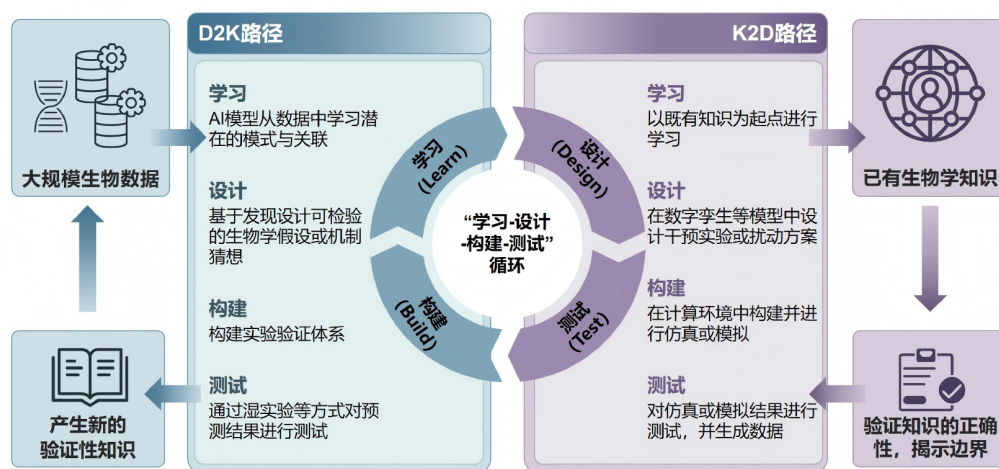 大规模生物数据
产生新的
验证性知识
D2K路径
学习
AI模型从数据中学习潜
在的模式与关联
设计
基于发现设计可检验
的生物学假设或机制
猜想
构建
构建实验验证体系
测试
通过湿实验等方式对预
测结果进行测试
学习
(Learn)
设计
(Design)
构建
(Build)
测试
(Test)
“学习-设计
-构建-测试”
循环
K2D路径
学习
以既有知识为起点进行
学习
设计
在数字孪生等模型中设
计干预实验或扰动方案
构建
在计算环境中构建并进
行仿真或模拟
测试
对仿真或模拟结果进行
测试，并生成数据
已有生物学知识
验证知识的正确
性，揭示边界